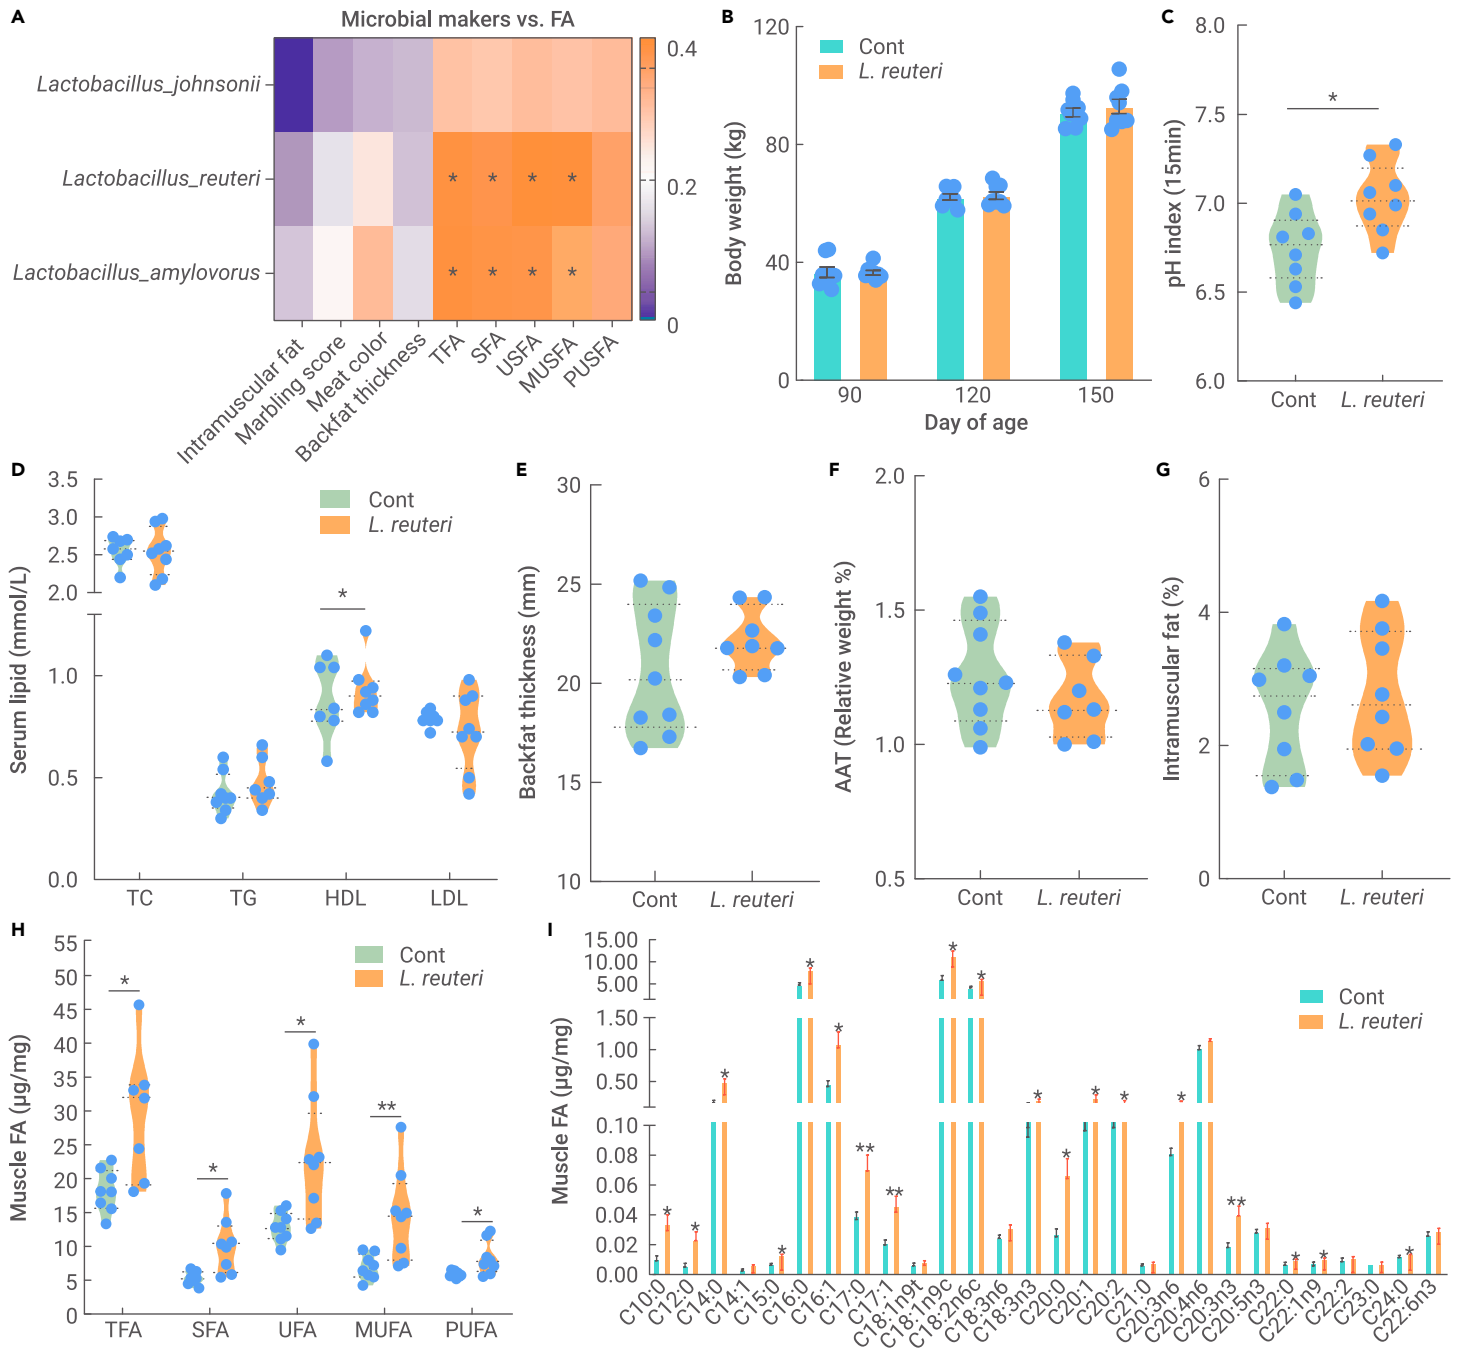 A
Microbial makers vs. FA
Lactobacillus_johnsonii
Lactobacillus_reuteri
* * * *
Lactobacillus_amylovorus
* * * *
0.4
0.2
0
Intramuscular fat
Marbling score
Meat color
Backfat thickness
TFA
SFA
USFA
MUSFA
PUSFA
B
Body weight (kg)
120
80
40
0
Cont
L. reuteri
90 120 150
Day of age
C
pH index (15min)
8.0
7.5
7.0
6.5
6.0
*
Cont L. reuteri
D
Serum lipid (mmol/L)
3.5
3.0
2.5
2.0
1.0
0.5
0.0
Cont
L. reuteri
*
TC TG HDL LDL
E
Backfat thickness (mm)
30
25
20
15
10
Cont L. reuteri
F
AAT (Relative weight %)
2.0
1.5
1.0
0.5
Cont L. reuteri
G
Intramuscular fat (%)
6
4
2
0
Cont L. reuteri
H
Muscle FA (μg/mg)
55
50
45
40
35
30
25
20
15
10
5
0
Cont
L. reuteri
* * * ** *
TFA SFA UFA MUFA PUFA
I
Muscle FA (μg/mg)
15.00
10.00
5.00
1.50
1.00
0.50
0.10
0.08
0.06
0.04
0.02
0.00
Cont
L. reuteri
* * * * * * ** ** * * * * * * * ** * * *
C10:0
C12:0
C14:0
C14:1
C15:0
C16:0
C16:1
C17:0
C17:1
C18:1n9t
C18:1n9c
C18:2n6c
C18:3n6
C18:3n3
C20:0
C20:1
C20:2
C21:0
C20:3n6
C20:4n6
C20:3n3
C20:5n3
C22:0
C22:1n9
C22:2
C23:0
C24:0
C22:6n3